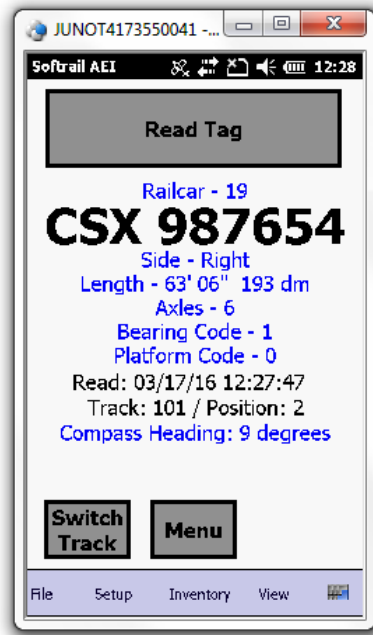 JUNOT4173550041 -...
Softrail AEI 12:28
Read Tag
Railcar - 19
CSX 987654
Side - Right
Length - 63' 06" 193 dm
Axles - 6
Bearing Code - 1
Platform Code - 0
Read: 03/17/16 12:27:47
Track: 101 / Position: 2
Compass Heading: 9 degrees
Switch Track
Menu
File Setup Inventory View